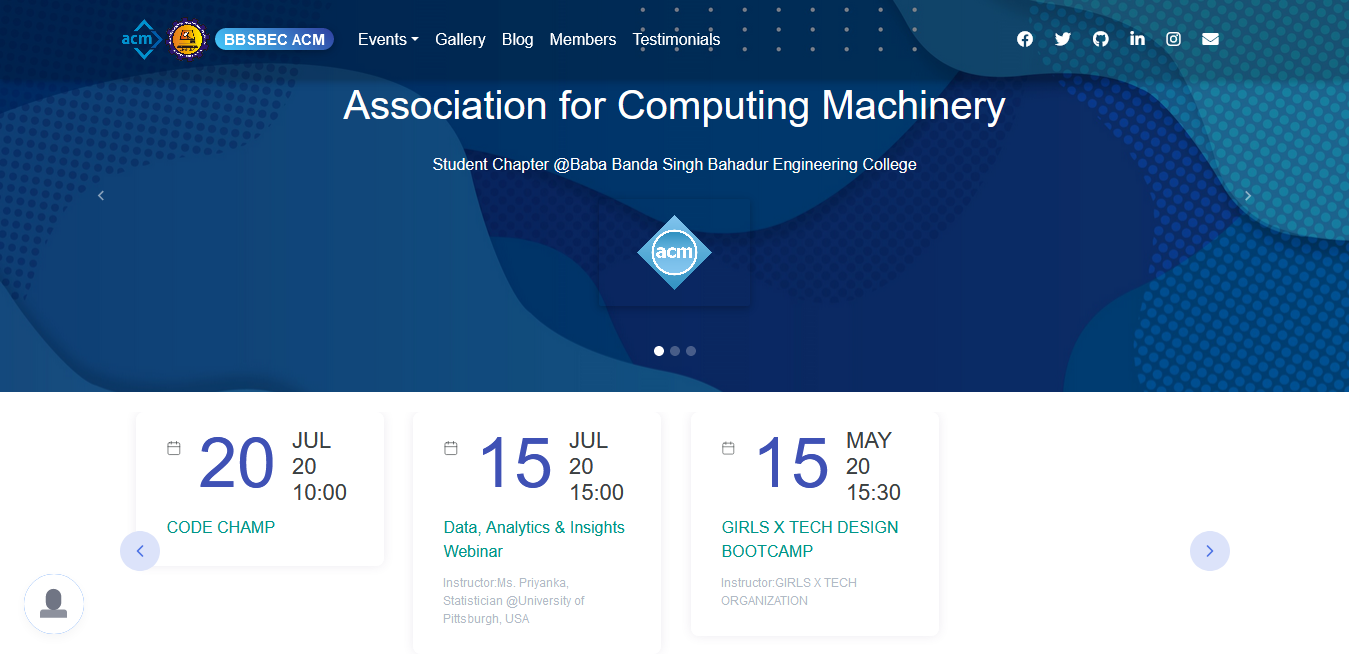 acm
BBSBEC ACM
Events
Gallery
Blog
Members
Testimonials
Association for Computing Machinery
Student Chapter @Baba Banda Singh Bahadur Engineering College
acm
20
JUL
20
10:00
CODE CHAMP
15
JUL
20
15:00
Data, Analytics & Insights
Webinar
Instructor:Ms. Priyanka,
Statistician @University of
Pittsburgh, USA
15
MAY
20
15:30
GIRLS X TECH DESIGN
BOOTCAMP
Instructor:GIRLS X TECH
ORGANIZATION